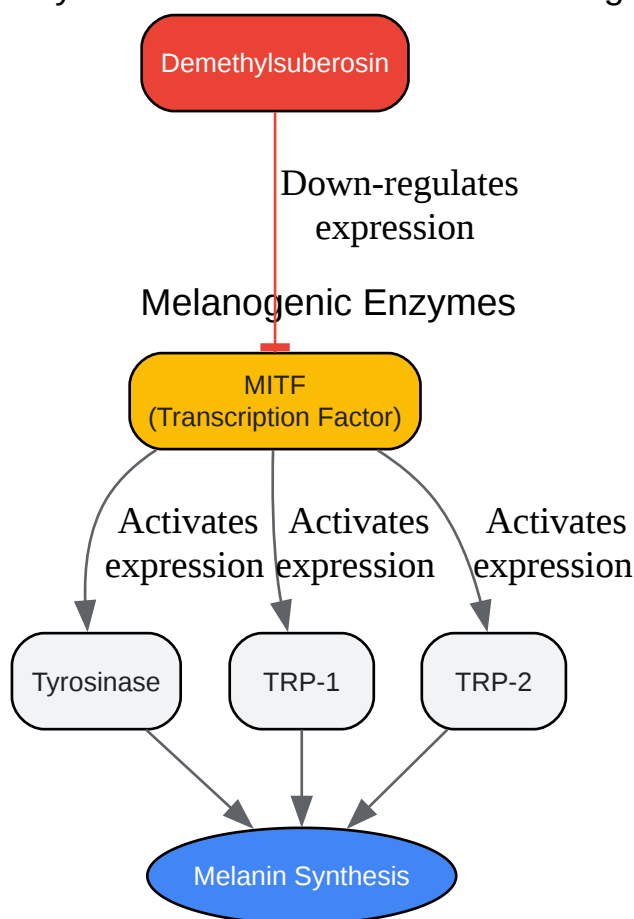 Demethylsuberosin
Down-regulates
expression
Melanogenic Enzymes
MITF
(Transcription Factor)
Activates
expression
Activates
expression
Activates
expression
Tyrosinase
TRP-1
TRP-2
Melanin Synthesis